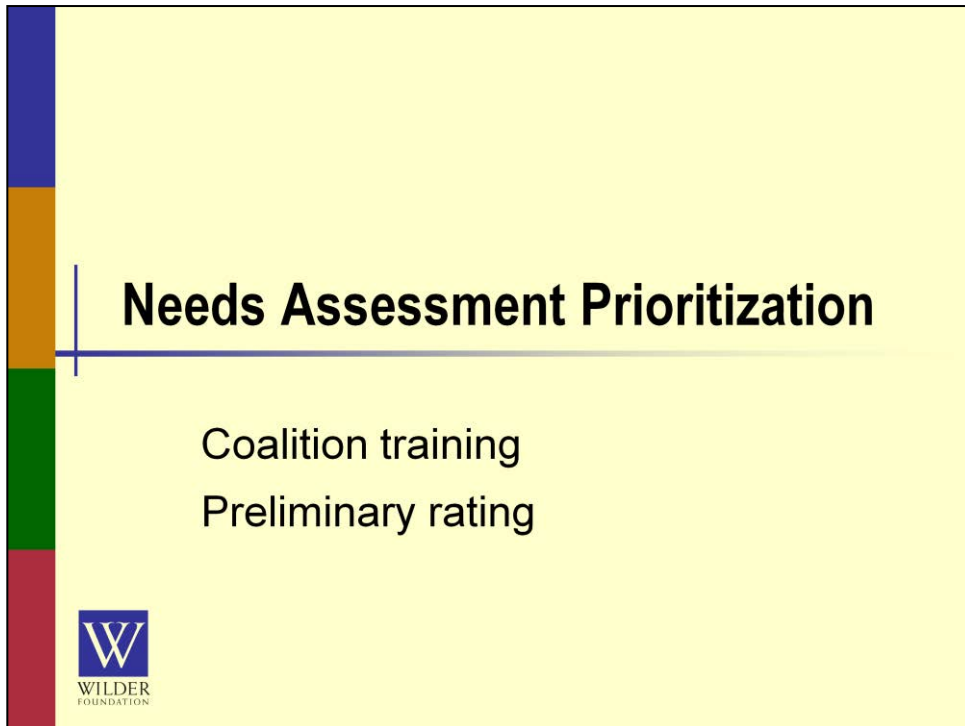 Needs Assessment Prioritization
Coalition training
Preliminary rating
W
WILDER
FOUNDATION